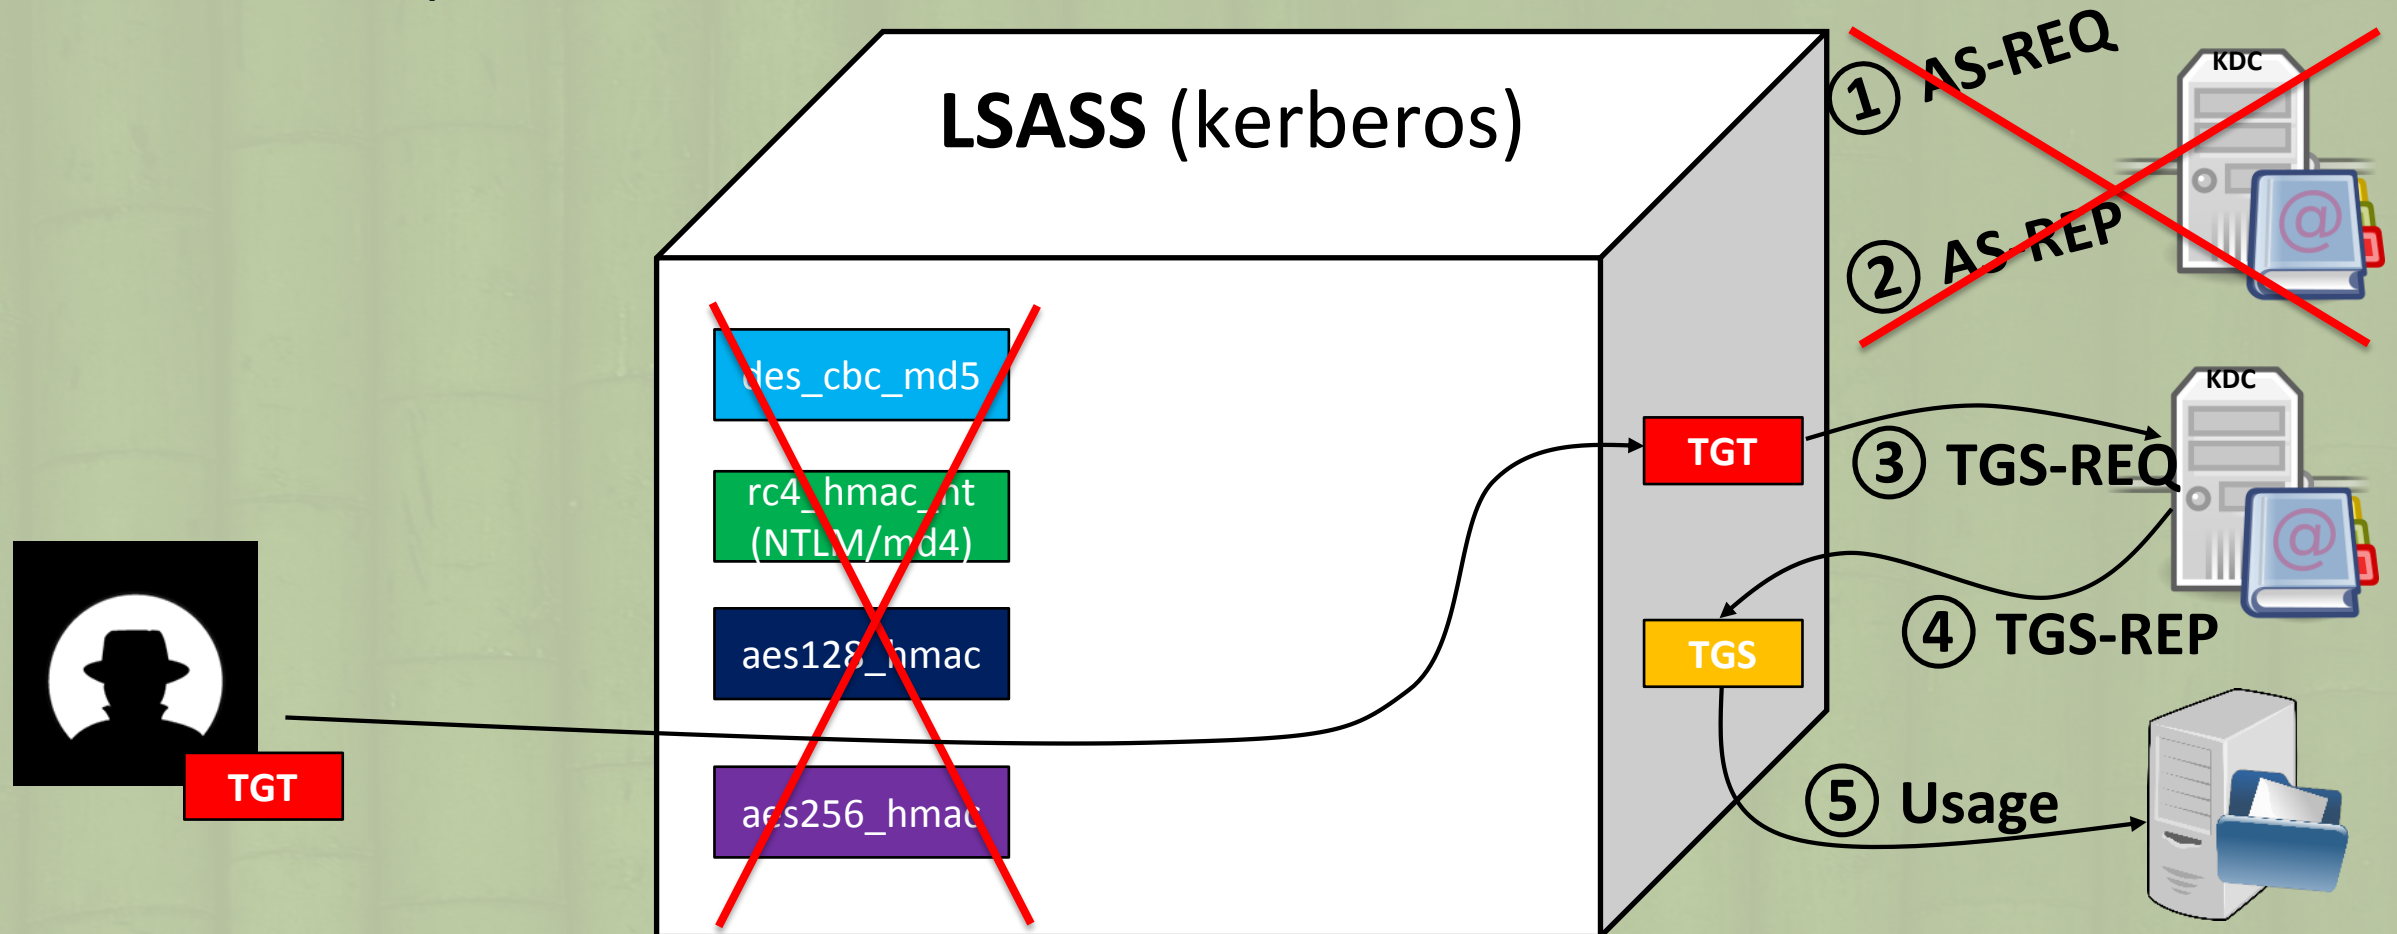 LSASS (kerberos)
① AS-REQ
KDC
② AS-REP
des_cbc_md5
rc4_hmac_nt
(NTLM/md4)
aes128_hmac
aes256_hmac
TGT
TGT
③ TGS-REQ
KDC
TGS
④ TGS-REP
⑤ Usage
@
@